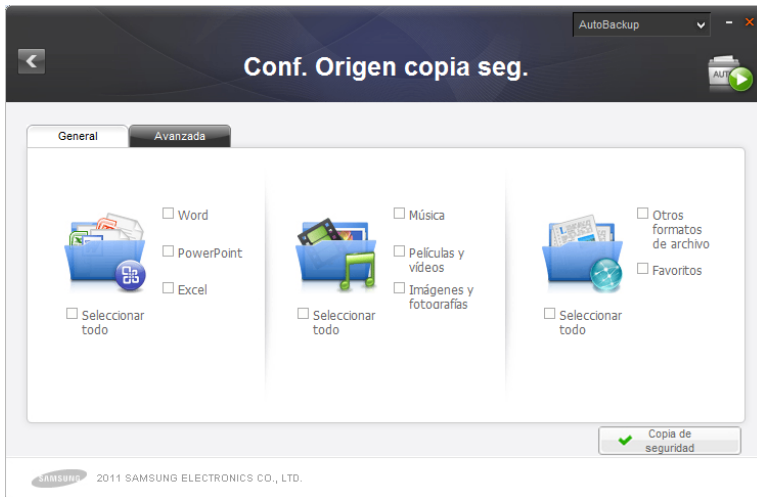 AutoBackup
Conf. Origen copia seg.
AUTO
General
Avanzada
Word
PowerPoint
Excel
Seleccionar
todo
Música
Películas y
vídeos
Imágenes y
fotografías
Seleccionar
todo
Otros
formatos
de archivo
Favoritos
Seleccionar
todo
Copia de
seguridad
SAMSUNG 2011 SAMSUNG ELECTRONICS CO., LTD.